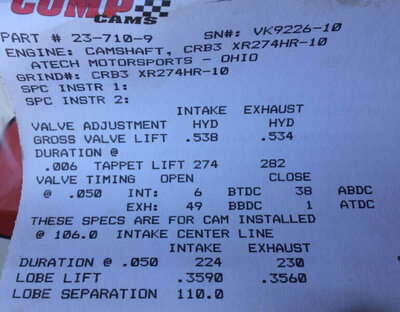 COMP
CAMS
PART # 23-710-9 SN#: VK9226-10
ENGINE: CAMSHAFT, CRB3 XR274HR-10
ATECH MOTORSPORTS - OHIO
GRIND#: CRB3 XR274HR-10
SPC INSTR 1:
SPC INSTR 2:
INTAKE EXHAUST
VALVE ADJUSTMENT HYD HYD
GROSS VALVE LIFT .538 .534
DURATION @
.006 TAPPET LIFT 274 282
VALVE TIMING OPEN CLOSE
@ .050 INT: 6 BTDC 38 ABDC
EXH: 49 BBDC 1 ATDC
THESE SPECS ARE FOR CAM INSTALLED
@ 106.0 INTAKE CENTER LINE
INTAKE EXHAUST
DURATION @ .050 224 230
LOBE LIFT .3590 .3560
LOBE SEPARATION 110.0